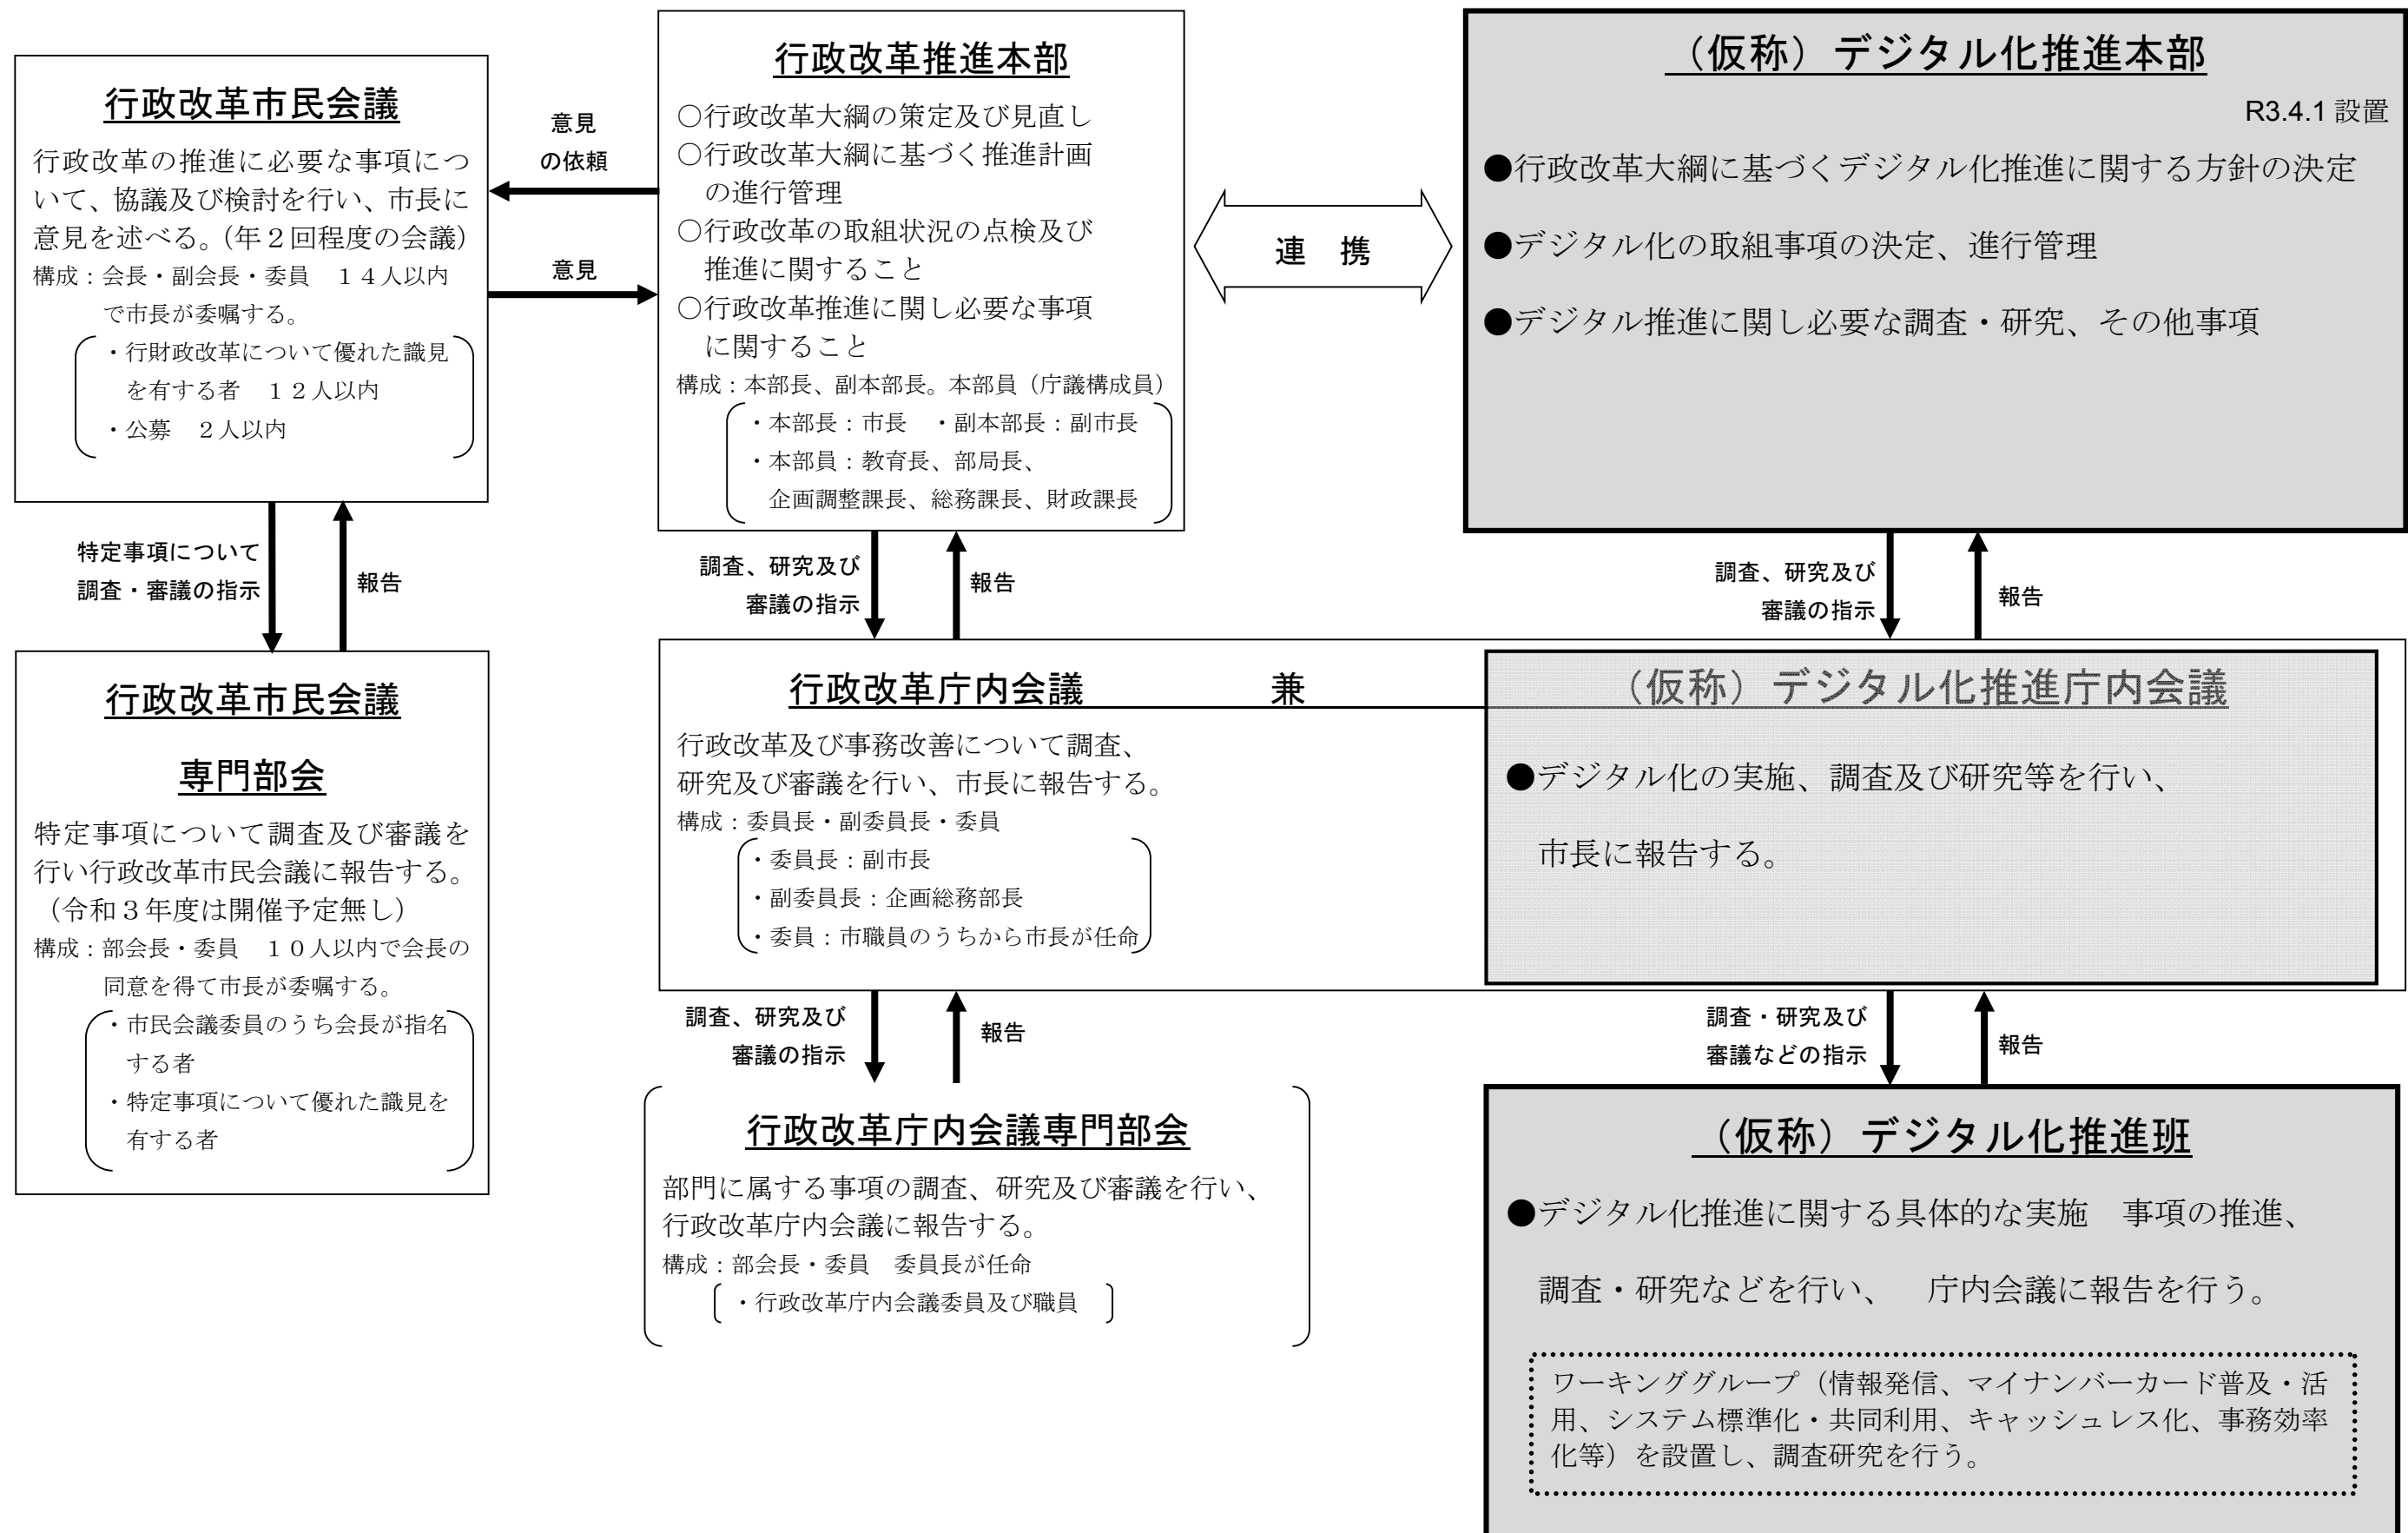 行政改革市民会議
行政改革の推進に必要な事項につ
いて、協議及び検討を行い、市長に
意見を述べる。（年２回程度の会議）
構成：会長・副会長・委員　１４人以内
で市長が委嘱する。
・行財政改革について優れた識見
を有する者　１２人以内
・公募　２人以内
意見
の依頼
意見
行政改革推進本部
○行政改革大綱の策定及び見直し
○行政改革大綱に基づく推進計画
の進行管理
○行政改革の取組状況の点検及び
推進に関すること
○行政改革推進に関し必要な事項
に関すること
構成：本部長、副本部長。本部員（庁議構成員）
・本部長：市長　・副本部長：副市長
・本部員：教育長、部局長、
企画調整課長、総務課長、財政課長
連　携
（仮称）デジタル化推進本部
R3.4.1 設置
●行政改革大綱に基づくデジタル化推進に関する方針の決定
●デジタル化の取組事項の決定、進行管理
●デジタル推進に関し必要な調査・研究、その他事項
特定事項について
調査・審議の指示
報告
調査、研究及び
審議の指示
報告
調査、研究及び
審議の指示
報告
行政改革市民会議
専門部会
特定事項について調査及び審議を
行い行政改革市民会議に報告する。
（令和３年度は開催予定無し）
構成：部会長・委員　１０人以内で会長の
同意を得て市長が委嘱する。
・市民会議委員のうち会長が指名
する者
・特定事項について優れた識見を
有する者
行政改革庁内会議　　　　　兼　　　　　（仮称）デジタル化推進庁内会議
行政改革及び事務改善について調査、
研究及び審議を行い、市長に報告する。
構成：委員長・副委員長・委員
・委員長：副市長
・副委員長：企画総務部長
・委員：市職員のうちから市長が任命
●デジタル化の実施、調査及び研究等を行い、
市長に報告する。
調査、研究及び
審議の指示
報告
調査・研究及び
審議などの指示
報告
行政改革庁内会議専門部会
部門に属する事項の調査、研究及び審議を行い、
行政改革庁内会議に報告する。
構成：部会長・委員　委員長が任命
・行政改革庁内会議委員及び職員
（仮称）デジタル化推進班
●デジタル化推進に関する具体的な実施　事項の推進、
調査・研究などを行い、　庁内会議に報告を行う。
ワーキンググループ（情報発信、マイナンバーカード普及・活
用、システム標準化・共同利用、キャッシュレス化、事務効率
化等）を設置し、調査研究を行う。